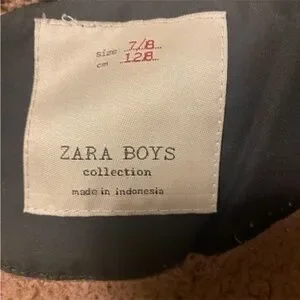 size 7/8
cm 128
ZARA BOYS
collection
made in indonesia